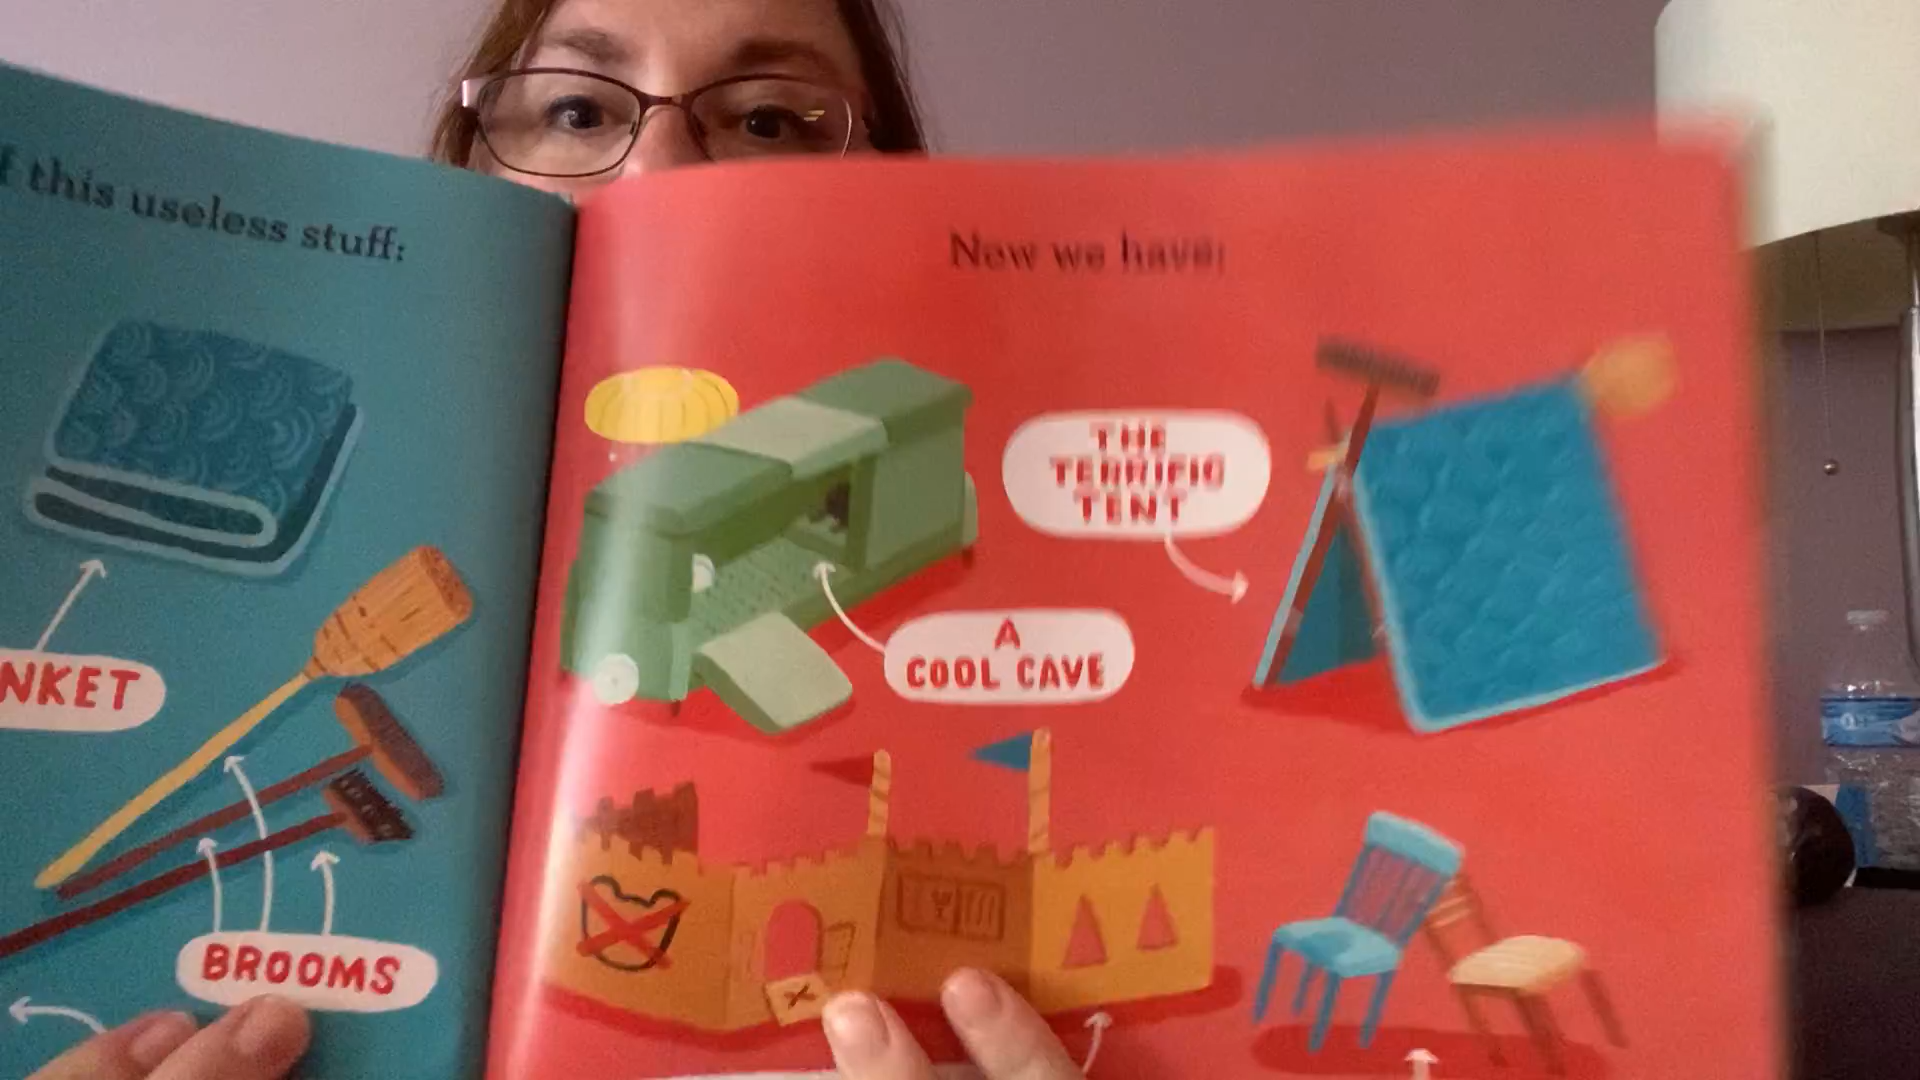 f this useless stuff:
NKET
BROOMS
Now we have:
THE
TERRIFIC
TENT
A
COOL CAVE